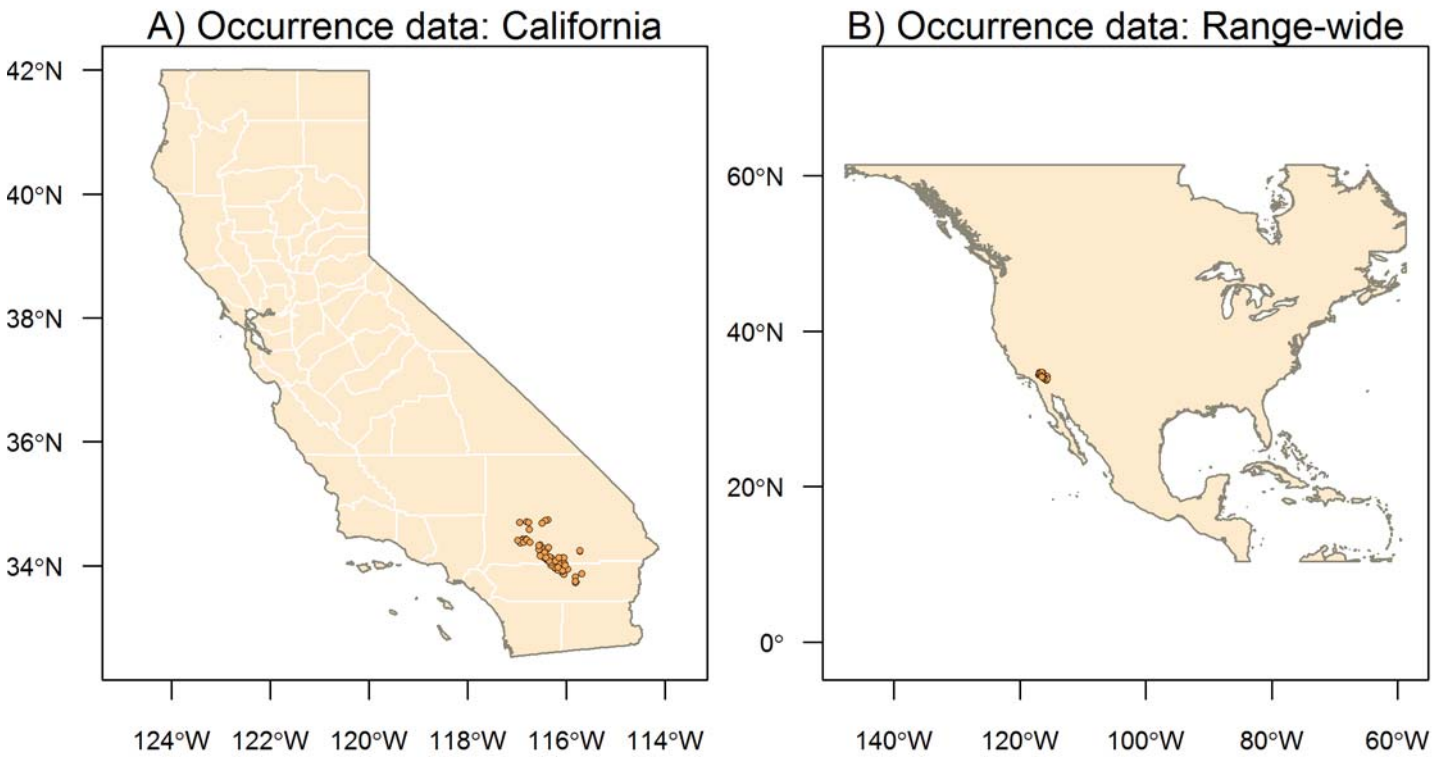 A) Occurrence data: California
42°N
40°N
38°N
36°N
34°N
124°W 122°W 120°W 118°W 116°W 114°W
B) Occurrence data: Range-wide
60°N
40°N
20°N
0°
140°W 120°W 100°W 80°W 60°W